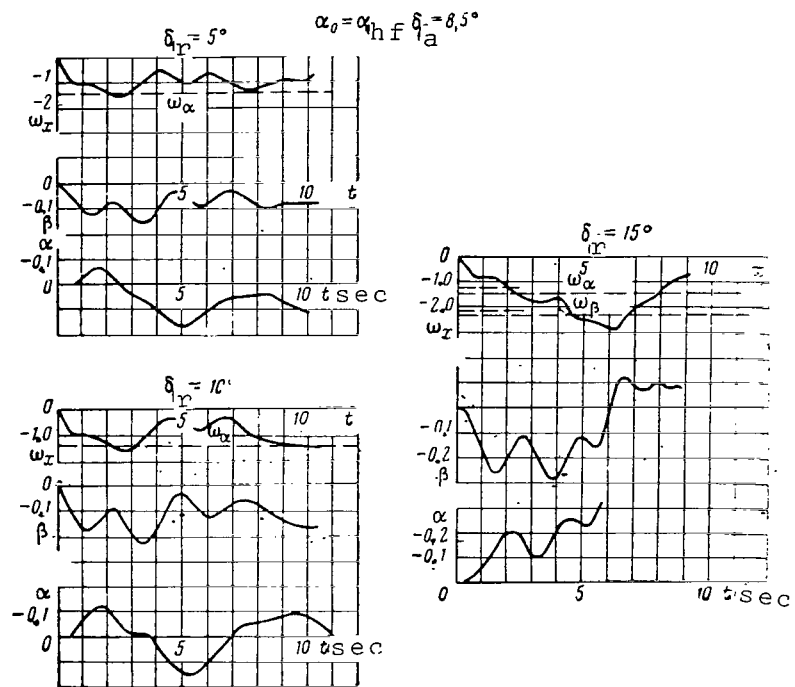 α₀ = αhf δa = 8,5°
δr = 5°
-1
-2
ωα
ωx
0
5
10
t
-0,1
β
α
-0,1
0
5
10
t sec
δr = 10°
0
5
10
t
-1,0
ωα
ωx
0
-0,1
β
α
-0,1
0
5
10
t sec
δr = 15°
0
5
10
-1.0
ωα
-2.0
ωβ
ωx
-0,1
-0,2
β
α
-0,2
-0,1
0
5
10
t sec